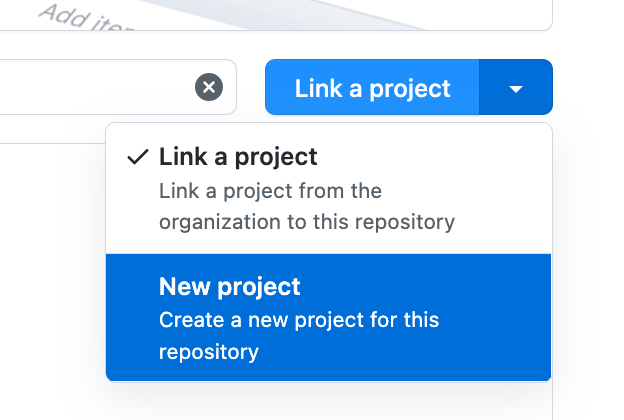 Add
Link a project
Link a project
Link a project from the
organization to this repository
New project
Create a new project for this
repository